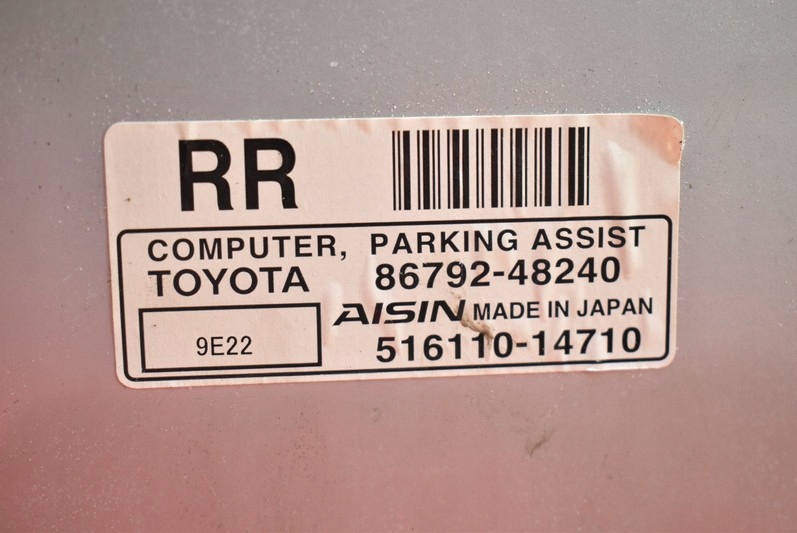 RR
COMPUTER, PARKING ASSIST
TOYOTA 86792-48240
AISIN MADE IN JAPAN
9E22
516110-14710